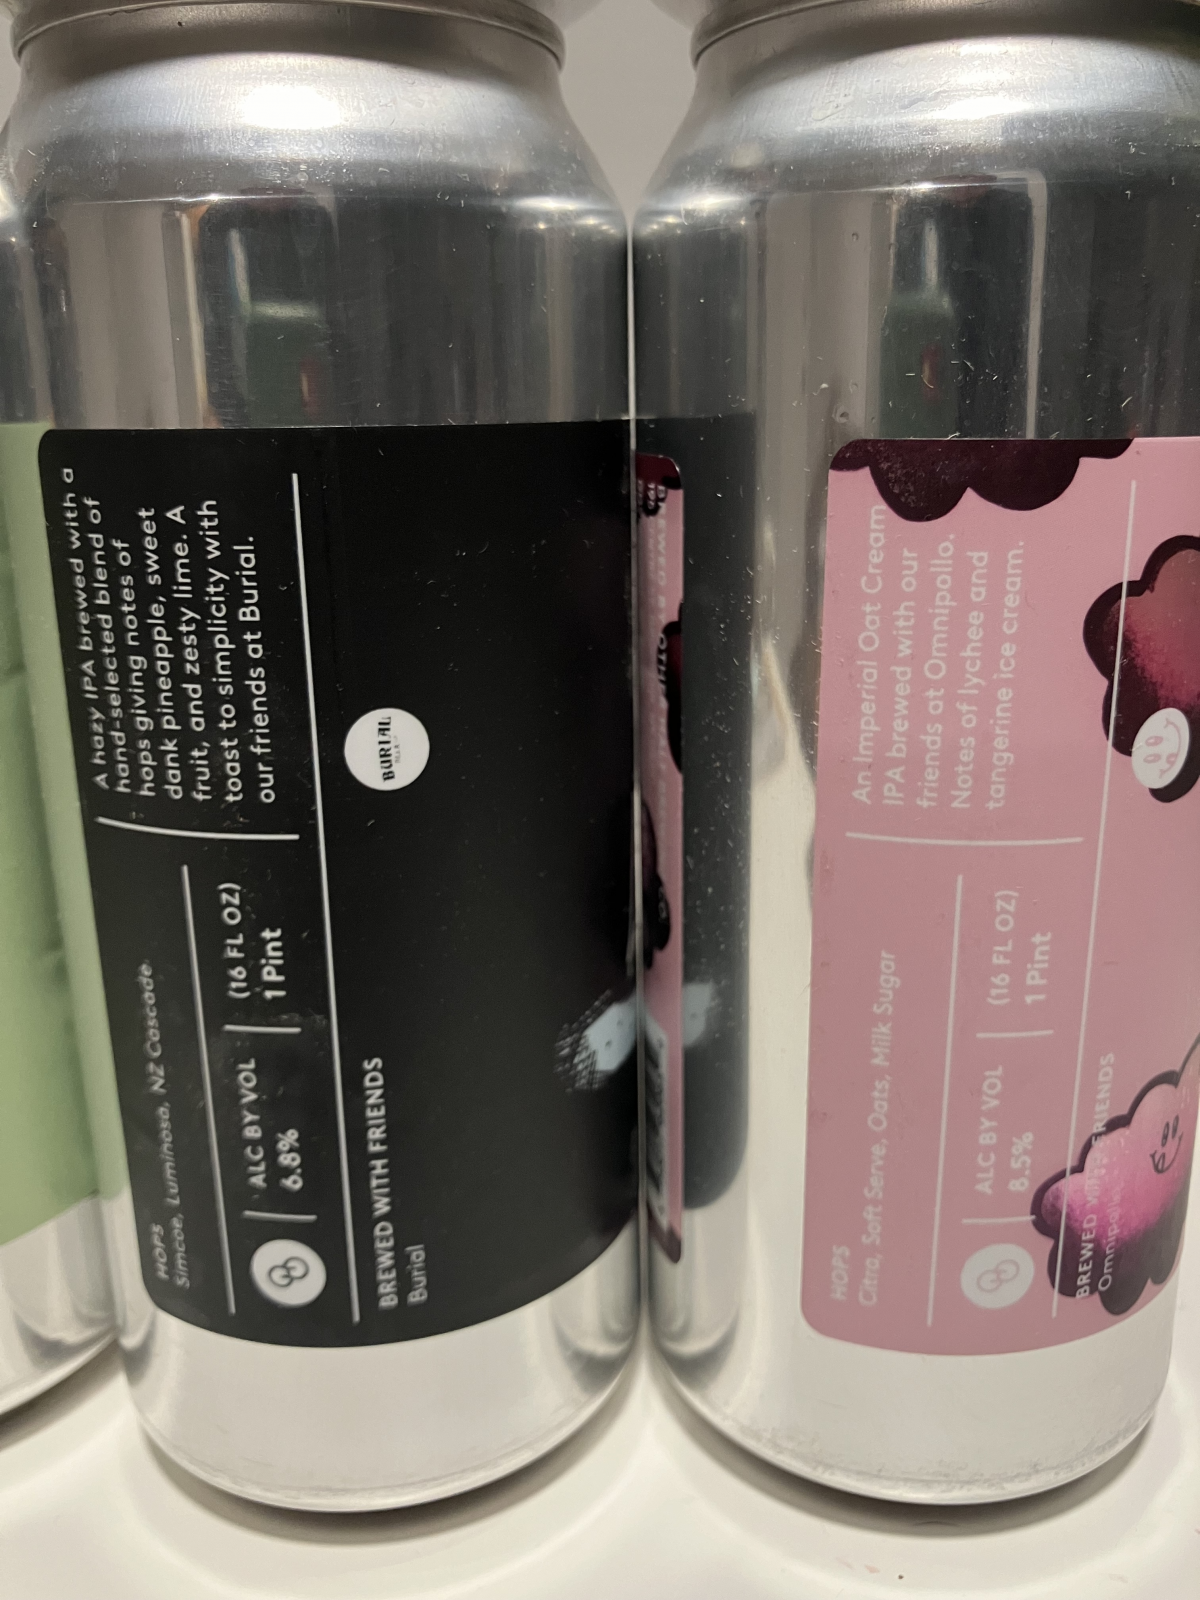 A hazy IPA brewed with a
hand-selected blend of
hops giving notes of
dank pineapple, sweet
fruit, and zesty lime. A
toast to simplicity with
our friends at Burial.
HOPS
Simcoe, Luminosa, NZ Cascade
ALC BY VOL
6.8%
(16 FL OZ)
1 Pint
BURIAL
BREWED WITH FRIENDS
Burial
An Imperial Oat Cream
IPA brewed with our
friends at Omnipollo.
Notes of lychee and
tangerine ice cream.
HOPS
Citra, Soft Serve, Oats, Milk Sugar
ALC BY VOL
8.5%
(16 FL OZ)
1 Pint
BREWED WITH FRIENDS
Omnipollo